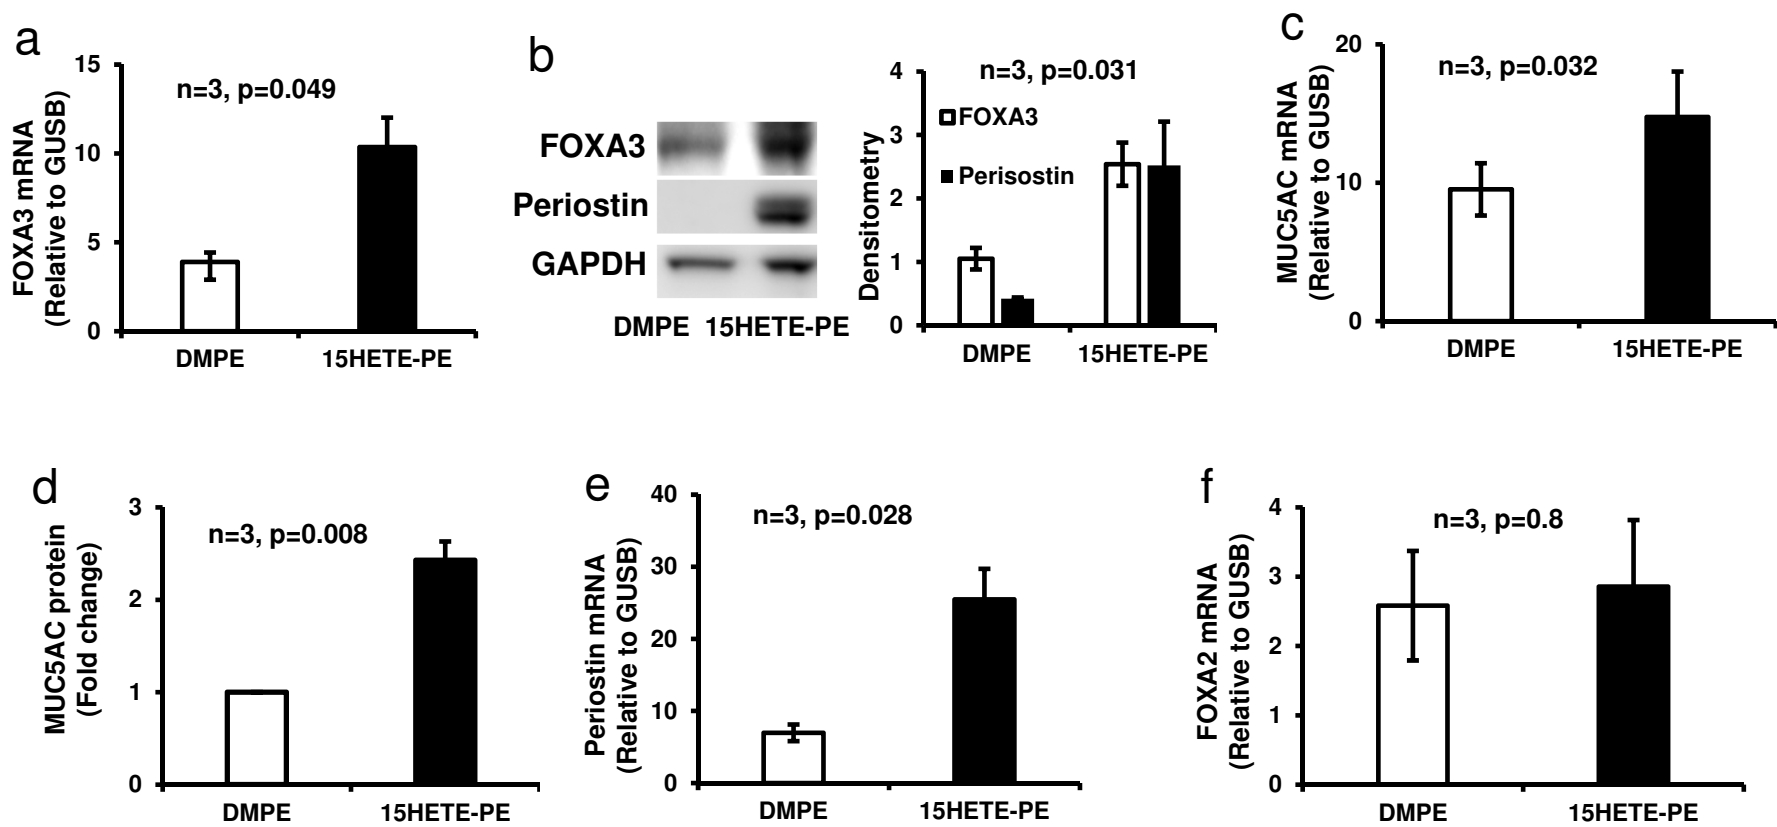 a
FOXA3 mRNA
(Relative to GUSB)
15
10
5
0
n=3, p=0.049
DMPE
15HETE-PE
b
FOXA3
Periostin
GAPDH
DMPE 15HETE-PE
Densitometry
4
3
2
1
0
n=3, p=0.031
FOXA3
Perisostin
DMPE
15HETE-PE
c
MUC5AC mRNA
(Relative to GUSB)
20
10
0
n=3, p=0.032
DMPE
15HETE-PE
d
MUC5AC protein
(Fold change)
3
2
1
0
n=3, p=0.008
DMPE
15HETE-PE
e
Periostin mRNA
(Relative to GUSB)
40
30
20
10
0
n=3, p=0.028
DMPE
15HETE-PE
f
FOXA2 mRNA
(Relative to GUSB)
4
3
2
1
0
n=3, p=0.8
DMPE
15HETE-PE